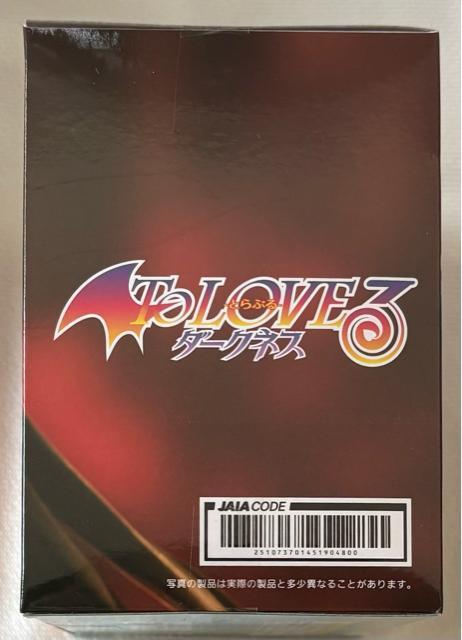 To LOVEる
とらぶる
ダークネス
JAIA CODE
251073701451904800
写真の製品は実際の製品と多少異なることがあります。